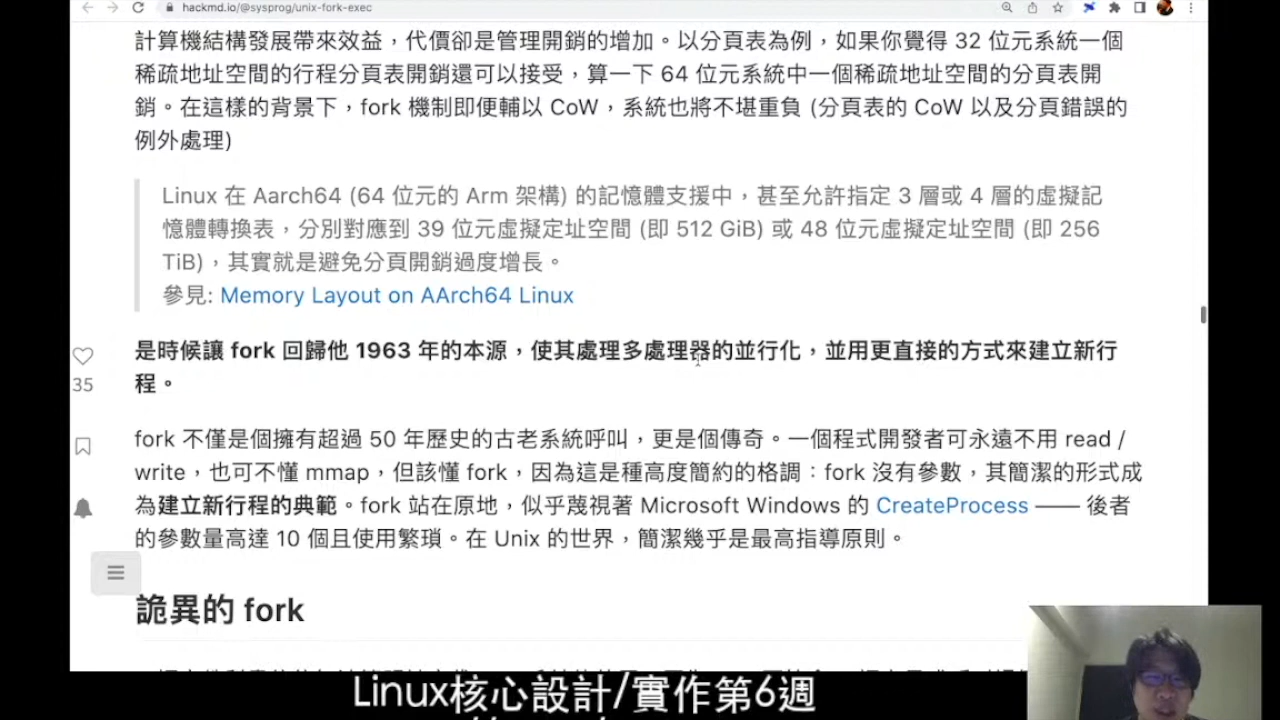 hackmd.io/@sysprog/unix-fork-exec
計算機結構發展帶來效益，代價卻是管理開銷的增加。以分頁表為例，如果你覺得 32 位元系統一個
稀疏地址空間的行程分頁表開銷還可以接受，算一下 64 位元系統中一個稀疏地址空間的分頁表開
銷。在這樣的背景下，fork 機制即便輔以 CoW，系統也將不堪重負 (分頁表的 CoW 以及分頁錯誤的
例外處理)
Linux 在 Aarch64 (64 位元的 Arm 架構) 的記憶體支援中，甚至允許指定 3 層或 4 層的虛擬記
憶體轉換表，分別對應到 39 位元虛擬定址空間 (即 512 GiB) 或 48 位元虛擬定址空間 (即 256
TiB)，其實就是避免分頁開銷過度增長。
參見: Memory Layout on AArch64 Linux
是時候讓 fork 回歸他 1963 年的本源，使其處理多處理器的並行化，並用更直接的方式來建立新行
程。
35
fork 不僅是個擁有超過 50 年歷史的古老系統呼叫，更是個傳奇。一個程式開發者可永遠不用 read /
write，也可不懂 mmap，但該懂 fork，因為這是種高度簡約的格調：fork 沒有參數，其簡潔的形式成
為建立新行程的典範。fork 站在原地，似乎蔑視著 Microsoft Windows 的 CreateProcess —— 後者
的參數量高達 10 個且使用繁瑣。在 Unix 的世界，簡潔幾乎是最高指導原則。
詭異的 fork
Linux核心設計/實作第6週